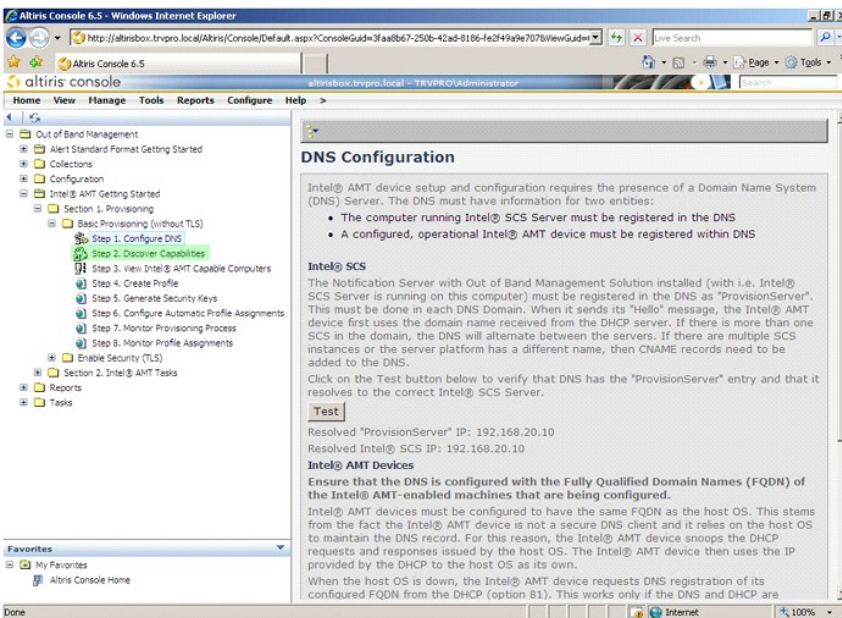 Altiris Console 6.5 - Windows Internet Explorer
http://altirisbox.trvpro.local/Altiris/Console/Default.aspx?ConsoleGuid=3faa8b67-250b-42ad-8186-fe2f49a9e707&ViewGuid=
Live Search
Altiris Console 6.5
Page
Tools
altiris console
altirisbox.trvpro.local - TRVPRO\Administrator
Search
Home View Manage Tools Reports Configure Help >
Out of Band Management
Alert Standard Format Getting Started
Collections
Configuration
Intel® AMT Getting Started
Section 1. Provisioning
Basic Provisioning (without TLS)
Step 1. Configure DNS
Step 2. Discover Capabilities
Step 3. View Intel® AMT Capable Computers
Step 4. Create Profile
Step 5. Generate Security Keys
Step 6. Configure Automatic Profile Assignments
Step 7. Monitor Provisioning Process
Step 8. Monitor Profile Assignments
Enable Security (TLS)
Section 2. Intel® AMT Tasks
Reports
Tasks
Favorites
My Favorites
Altiris Console Home
DNS Configuration
Intel® AMT device setup and configuration requires the presence of a Domain Name System
(DNS) Server. The DNS must have information for two entities:
• The computer running Intel® SCS Server must be registered in the DNS
• A configured, operational Intel® AMT device must be registered within DNS
Intel® SCS
The Notification Server with Out of Band Management Solution installed (with i.e. Intel®
SCS Server is running on this computer) must be registered in the DNS as "ProvisionServer".
This must be done in each DNS Domain. When it sends its "Hello" message, the Intel® AMT
device first uses the domain name received from the DHCP server. If there is more than one
SCS in the domain, the DNS will alternate between the servers. If there are multiple SCS
instances or the server platform has a different name, then CNAME records need to be
added to the DNS.
Click on the Test button below to verify that DNS has the "ProvisionServer" entry and that it
resolves to the correct Intel® SCS Server.
Test
Resolved "ProvisionServer" IP: 192.168.20.10
Resolved Intel® SCS IP: 192.168.20.10
Intel® AMT Devices
Ensure that the DNS is configured with the Fully Qualified Domain Names (FQDN) of
the Intel® AMT-enabled machines that are being configured.
Intel® AMT devices must be configured to have the same FQDN as the host OS. This stems
from the fact the Intel® AMT device is not a secure DNS client and it relies on the host OS
to maintain the DNS record. For this reason, the Intel® AMT device snoops the DHCP
requests and responses issued by the host OS. The Intel® AMT device then uses the IP
provided by the DHCP to the host OS as its own.
When the host OS is down, the Intel® AMT device requests DNS registration of its
configured FQDN from the DHCP (option 81). This works only if the DNS and DHCP are
Done
Internet
100%